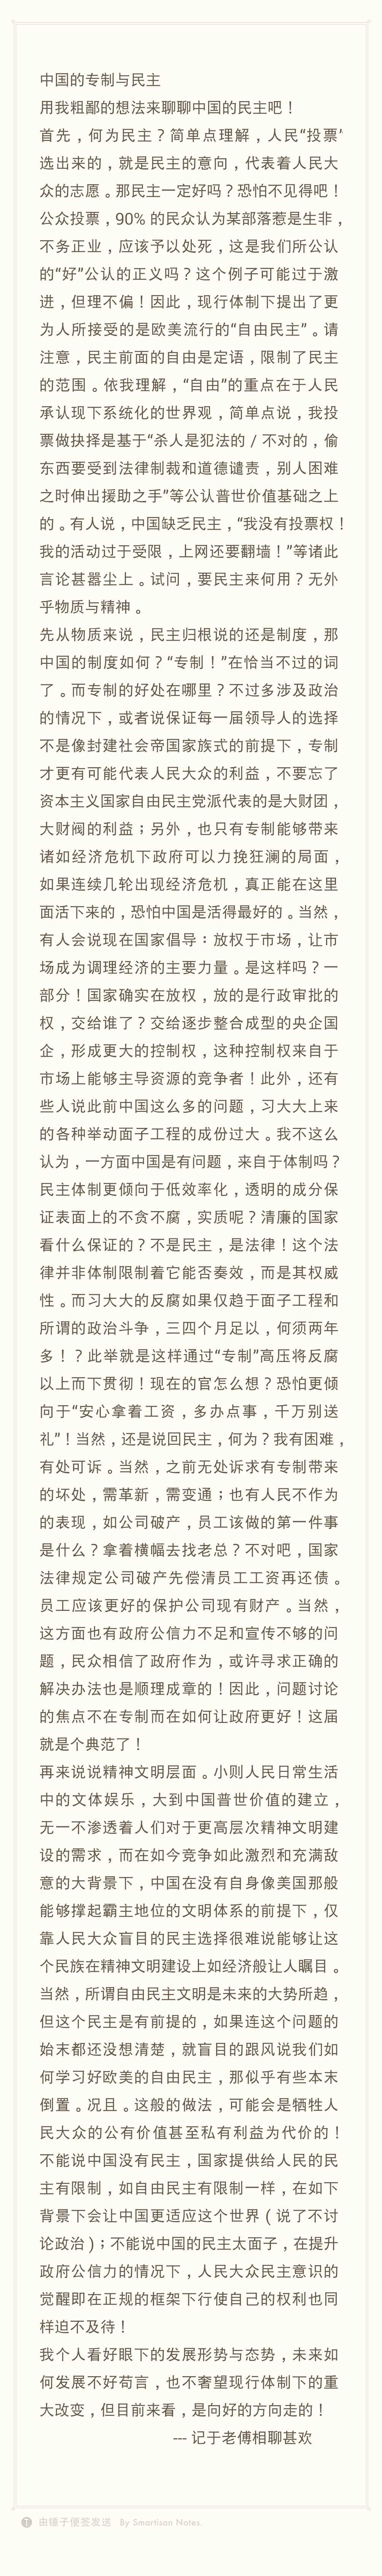 中国的专制与民主
用我粗鄙的想法来聊聊中国的民主吧！
首先，何为民主？简单点理解，人民“投票”
选出来的，就是民主的意向，代表着人民大
众的志愿。那民主一定好吗？恐怕不见得吧！
公众投票，90% 的民众认为某部落惹是生非，
不务正业，应该予以处死，这是我们所公认
的“好”公认的正义吗？这个例子可能过于激
进，但理不偏！因此，现行体制下提出了更
为人所接受的是欧美流行的“自由民主”。请
注意，民主前面的自由是定语，限制了民主
的范围。依我理解，“自由”的重点在于人民
承认现下系统化的世界观，简单点说，我投
票做抉择是基于“杀人是犯法的 / 不对的，偷
东西要受到法律制裁和道德谴责，别人困难
之时伸出援助之手”等公认普世价值基础之上
的。有人说，中国缺乏民主，“我没有投票权！
我的活动过于受限，上网还要翻墙！”等诸此
言论甚嚣尘上。试问，要民主来何用？无外
乎物质与精神。
先从物质来说，民主归根说的还是制度，那
中国的制度如何？“专制！”在恰当不过的词
了。而专制的好处在哪里？不过多涉及政治
的情况下，或者说保证每一届领导人的选择
不是像封建社会帝国家族式的前提下，专制
才更有可能代表人民大众的利益，不要忘了
资本主义国家自由民主党派代表的是大财团，
大财阀的利益；另外，也只有专制能够带来
诸如经济危机下政府可以力挽狂澜的局面，
如果连续几轮出现经济危机，真正能在这里
面活下来的，恐怕中国是活得最好的。当然，
有人会说现在国家倡导：放权于市场，让市
场成为调理经济的主要力量。是这样吗？一
部分！国家确实在放权，放的是行政审批的
权，交给谁了？交给逐步整合成型的央企国
企，形成更大的控制权，这种控制权来自于
市场上能够主导资源的竞争者！此外，还有
些人说此前中国这么多的问题，习大大上来
的各种举动面子工程的成份过大。我不这么
认为，一方面中国是有问题，来自于体制吗？
民主体制更倾向于低效率化，透明的成分保
证表面上的不贪不腐，实质呢？清廉的国家
看什么保证的？不是民主，是法律！这个法
律并非体制限制着它能否奏效，而是其权威
性。而习大大的反腐如果仅趋于面子工程和
所谓的政治斗争，三四个月足以，何须两年
多！？此举就是这样通过“专制”高压将反腐
以上而下贯彻！现在的官怎么想？恐怕更倾
向于“安心拿着工资，多办点事，千万别送
礼”！当然，还是说回民主，何为？我有困难，
有处可诉。当然，之前无处诉求有专制带来
的坏处，需革新，需变通；也有人民不作为
的表现，如公司破产，员工该做的第一件事
是什么？拿着横幅去找老总？不对吧，国家
法律规定公司破产先偿清员工工资再还债。
员工应该更好的保护公司现有财产。当然，
这方面也有政府公信力不足和宣传不够的问
题，民众相信了政府作为，或许寻求正确的
解决办法也是顺理成章的！因此，问题讨论
的焦点不在专制而在如何让政府更好！这届
就是个典范了！
再来说说精神文明层面。小则人民日常生活
中的文体娱乐，大到中国普世价值的建立，
无一不渗透着人们对于更高层次精神文明建
设的需求，而在如今竞争如此激烈和充满敌
意的大背景下，中国在没有自身像美国那般
能够撑起霸主地位的文明体系的前提下，仅
靠人民大众盲目的民主选择很难说能够让这
个民族在精神文明建设上如经济般让人瞩目。
当然，所谓自由民主文明是未来的大势所趋，
但这个民主是有前提的，如果连这个问题的
始末都还没想清楚，就盲目的跟风说我们如
何学习好欧美的自由民主，那似乎有些本末
倒置。况且。这般的做法，可能会是牺牲人
民大众的公有价值甚至私有利益为代价的！
不能说中国没有民主，国家提供给人民的民
主有限制，如自由民主有限制一样，在如下
背景下会让中国更适应这个世界（说了不讨
论政治）；不能说中国的民主太面子，在提升
政府公信力的情况下，人民大众民主意识的
觉醒即在正规的框架下行使自己的权利也同
样迫不及待！
我个人看好眼下的发展形势与态势，未来如
何发展不好苟言，也不奢望现行体制下的重
大改变，但目前来看，是向好的方向走的！
--- 记于老傅相聊甚欢
由锤子便签发送 By Smartisan Notes.